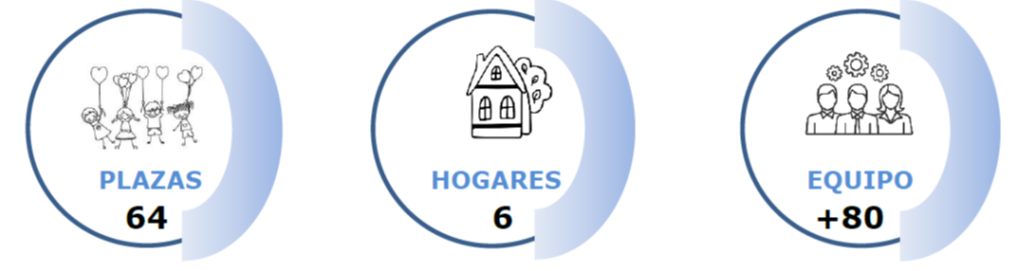 PLAZAS
64
HOGARES
6
EQUIPO
+80